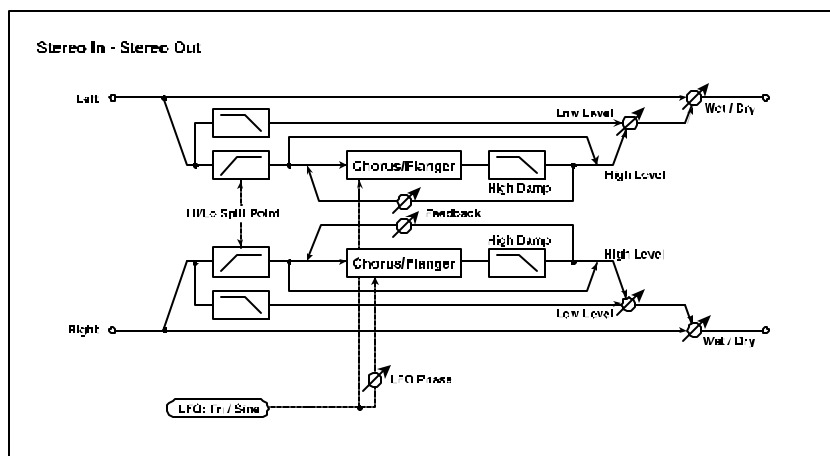 Stereo In - Stereo Out
Left
Low Level
Wet / Dry
Chorus/Flanger
High Damp
High Level
Hi/Lo Split Point
Feedback
High Damp
High Level
Chorus/Flanger
Low Level
Right
Wet / Dry
LFO Phase
LFO: Tri / Sine